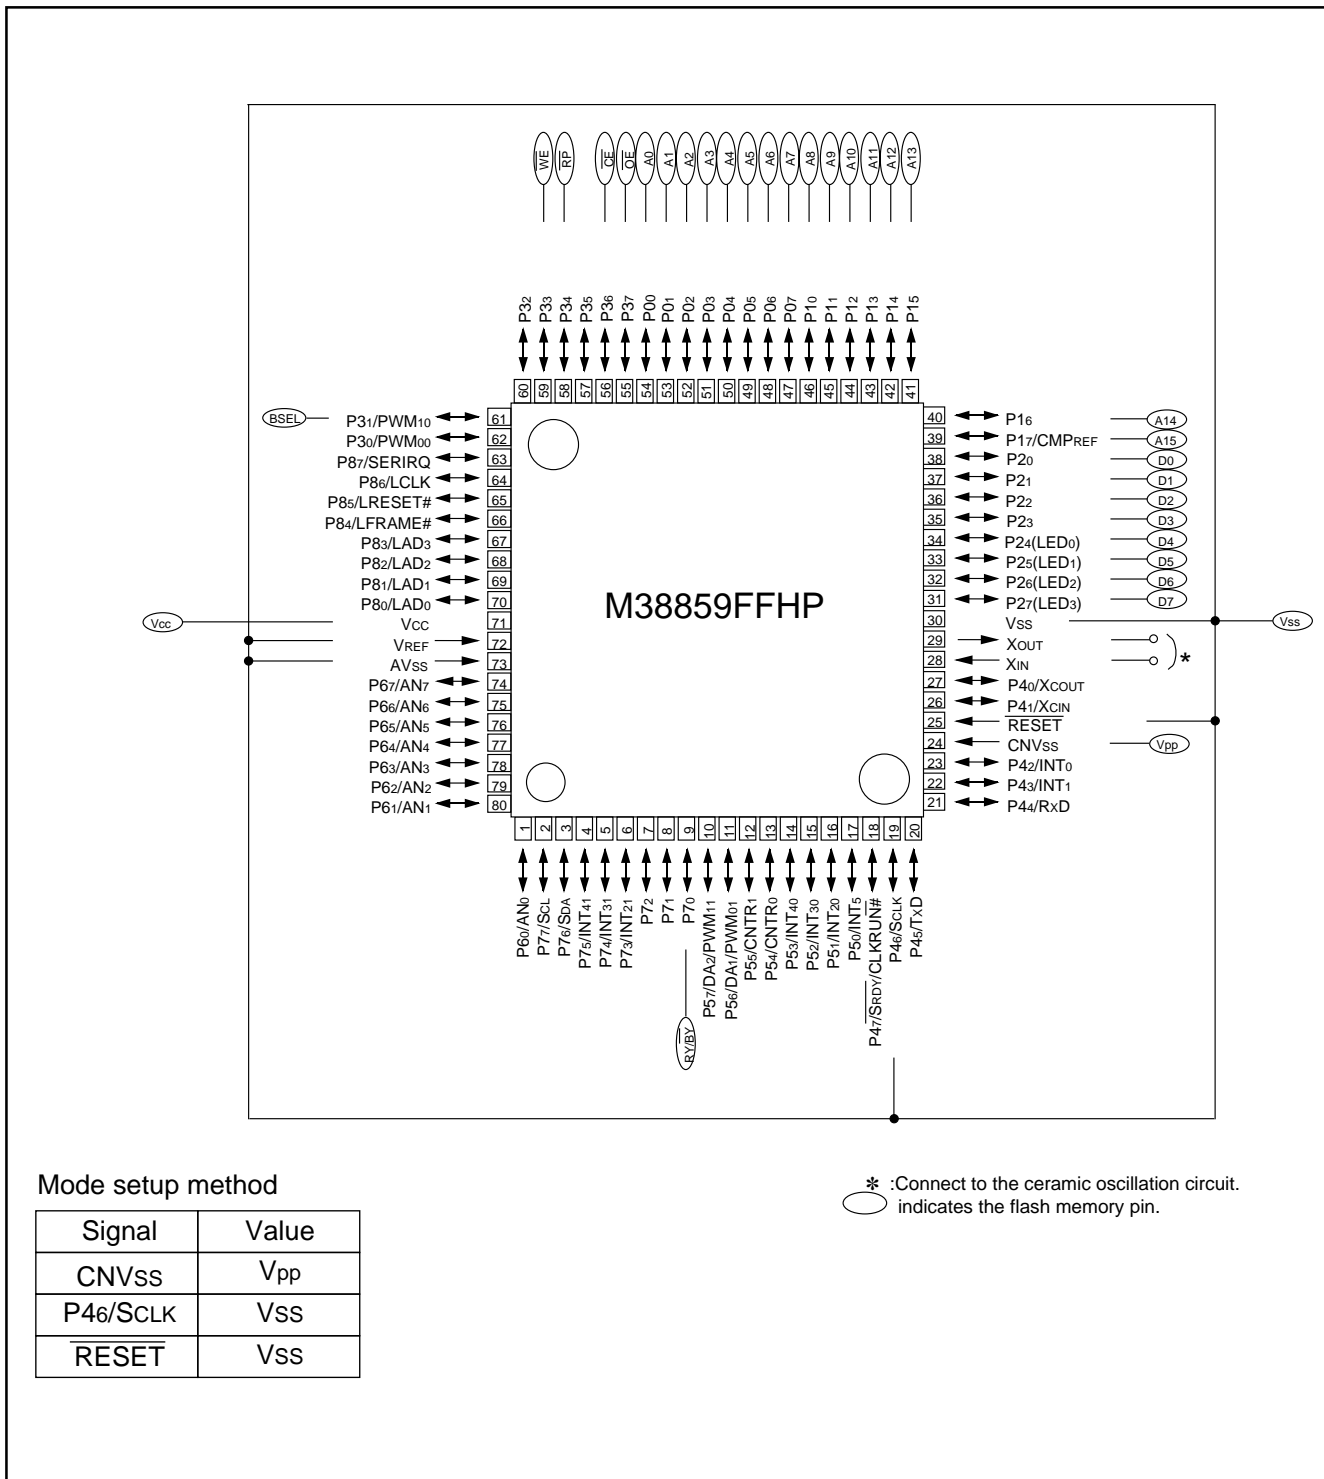 WE RP CE OE A0 A1 A2 A3 A4 A5 A6 A7 A8 A9 A10 A11 A12 A13
P32 P33 P34 P35 P36 P37 P00 P01 P02 P03 P04 P05 P06 P07 P10 P11 P12 P13 P14 P15
60 59 58 57 56 55 54 53 52 51 50 49 48 47 46 45 44 43 42 41
BSEL P31/PWM10 61
P30/PWM00 62
P87/SERIRQ 63
P86/LCLK 64
P85/LRESET# 65
P84/LFRAME# 66
P83/LAD3 67
P82/LAD2 68
P81/LAD1 69
P80/LAD0 70
Vcc VCC 71
VREF 72
AVSS 73
P67/AN7 74
P66/AN6 75
P65/AN5 76
P64/AN4 77
P63/AN3 78
P62/AN2 79
P61/AN1 80
M38859FFHP
40 P16 A14
39 P17/CMPREF A15
38 P20 D0
37 P21 D1
36 P22 D2
35 P23 D3
34 P24(LED0) D4
33 P25(LED1) D5
32 P26(LED2) D6
31 P27(LED3) D7
30 VSS Vss
29 XOUT
28 XIN *
27 P40/XCOUT
26 P41/XCIN
25 RESET
24 CNVSS Vpp
23 P42/INT0
22 P43/INT1
21 P44/RXD
1 2 3 4 5 6 7 8 9 10 11 12 13 14 15 16 17 18 19 20
P60/AN0 P77/SCL P76/SDA P75/INT41 P74/INT31 P73/INT21 P72 P71 P70 P57/DA2/PWM11 P56/DA1/PWM01 P55/CNTR1 P54/CNTR0 P53/INT40 P52/INT30 P51/INT20 P50/INT5 P47/SRDY/CLKRUN# P46/SCLK P45/TXD
RY/BY
Mode setup method
Signal Value
CNVSS Vpp
P46/SCLK VSS
RESET VSS
* :Connect to the ceramic oscillation circuit.
indicates the flash memory pin.